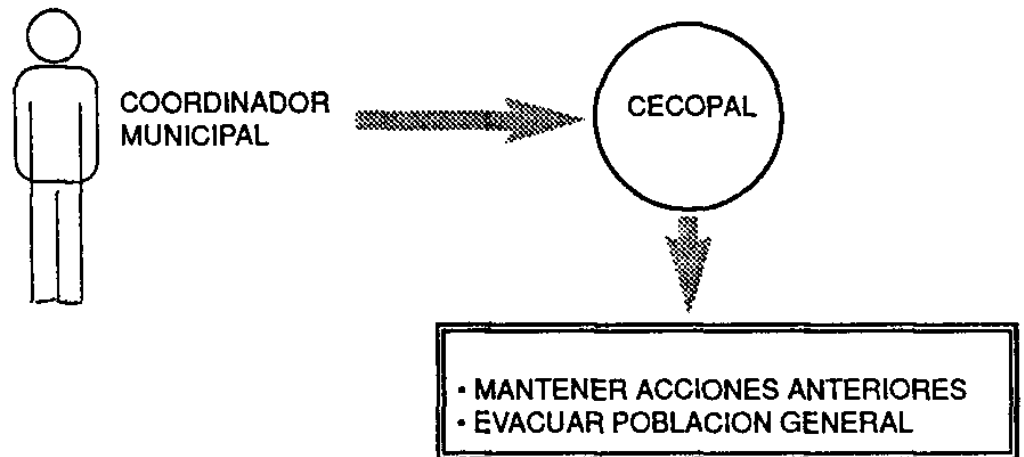 COORDINADOR
MUNICIPAL
CECOPAL
• MANTENER ACCIONES ANTERIORES
• EVACUAR POBLACION GENERAL